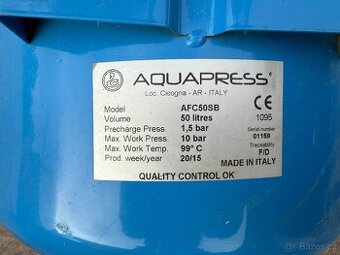 AQUAPRESS®
Loc. Cicogna - AR - ITALY
Model AFC50SB CE
Volume 50 litres 1095
Precharge Press. 1,5 bar Serial number
Max. Work Press. 10 bar 01159
Max. Work Temp. 99° C Traceability
Prod. week/year 20/15 F/D
MADE IN ITALY
QUALITY CONTROL OK